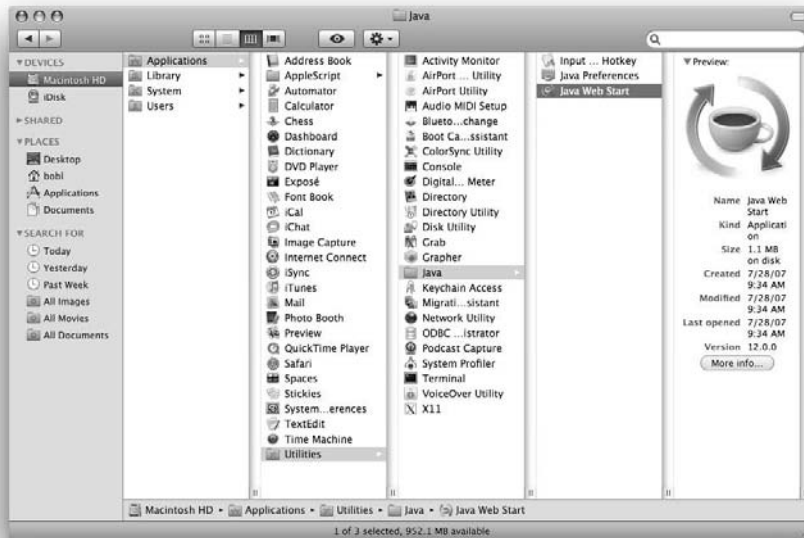 Java
DEVICES
Macintosh HD
iDisk
SHARED
PLACES
Desktop
bobl
Applications
Documents
SEARCH FOR
Today
Yesterday
Past Week
All Images
All Movies
All Documents
Applications
Library
System
Users
Address Book
AppleScript
Automator
Calculator
Chess
Dashboard
Dictionary
DVD Player
Exposé
Font Book
iCal
iChat
Image Capture
Internet Connect
iSync
iTunes
Mail
Photo Booth
Preview
QuickTime Player
Safari
Spaces
Stickies
System...erences
TextEdit
Time Machine
Utilities
Activity Monitor
AirPort ... Utility
AirPort Utility
Audio MIDI Setup
Blueto...change
Boot Ca...ssistant
ColorSync Utility
Console
Digital... Meter
Directory
Directory Utility
Disk Utility
Grab
Grapher
Java
Keychain Access
Migrati...sistant
Network Utility
ODBC ...istrator
Podcast Capture
System Profiler
Terminal
VoiceOver Utility
X11
Input ... Hotkey
Java Preferences
Java Web Start
Preview:
Name Java Web
Start
Kind Applicati
on
Size 1.1 MB
on disk
Created 7/28/07
9:34 AM
Modified 7/28/07
9:34 AM
Last opened 7/28/07
9:34 AM
Version 12.0.0
More info...
Macintosh HD Applications Utilities Java Java Web Start
1 of 3 selected, 952.1 MB available